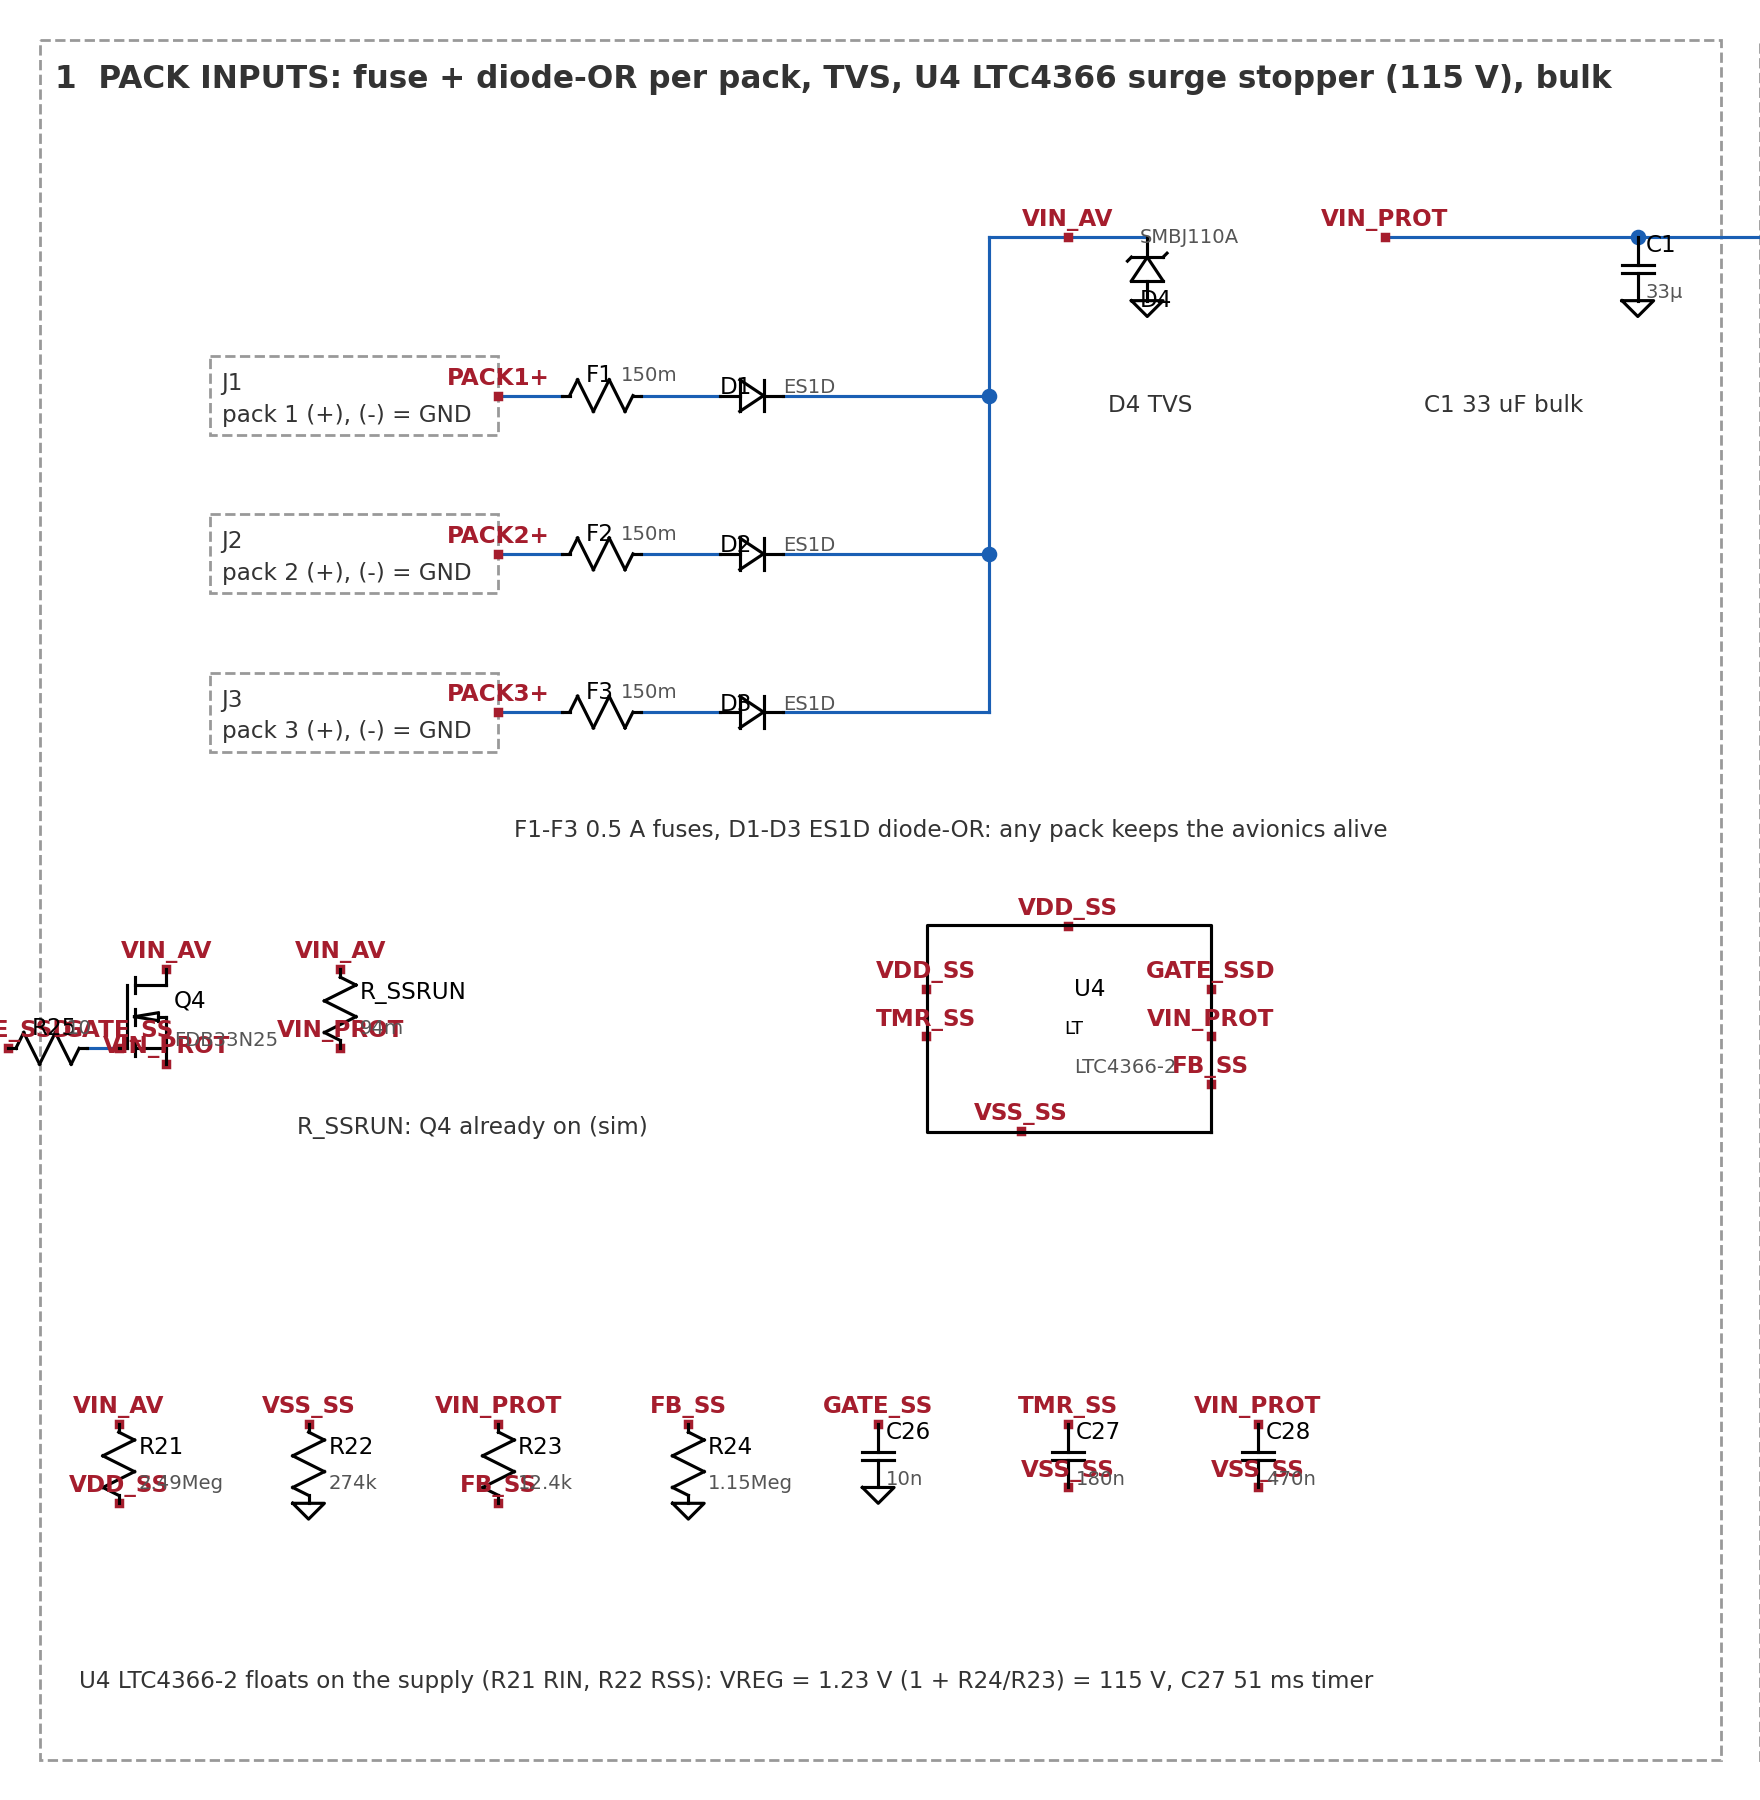 1 PACK INPUTS: fuse + diode-OR per pack, TVS, U4 LTC4366 surge stopper (115 V), bulk
VIN_AV
VIN_PROT
SMBJ110A
C1
33µ
D4
J1
pack 1 (+), (-) = GND
PACK1+
F1 150m
D1 ES1D
D4 TVS
C1 33 uF bulk
J2
pack 2 (+), (-) = GND
PACK2+
F2 150m
D2 ES1D
J3
pack 3 (+), (-) = GND
PACK3+
F3 150m
D3 ES1D
F1-F3 0.5 A fuses, D1-D3 ES1D diode-OR: any pack keeps the avionics alive
VIN_AV
Q4
FDB33N25
R25
GATE_SS
VIN_PROT
VIN_AV
R_SSRUN
94m
VIN_PROT
R_SSRUN: Q4 already on (sim)
VDD_SS
VDD_SS
GATE_SSD
U4
TMR_SS
LT
VIN_PROT
LTC4366-2
FB_SS
VSS_SS
VIN_AV
R21
VDD_SS
VSS_SS
R22
274k
VIN_PROT
R23
12.4k
FB_SS
FB_SS
R24
1.15Meg
GATE_SS
C26
10n
TMR_SS
C27
180n
VSS_SS
VIN_PROT
C28
470n
VSS_SS
U4 LTC4366-2 floats on the supply (R21 RIN, R22 RSS): VREG = 1.23 V (1 + R24/R23) = 115 V, C27 51 ms timer